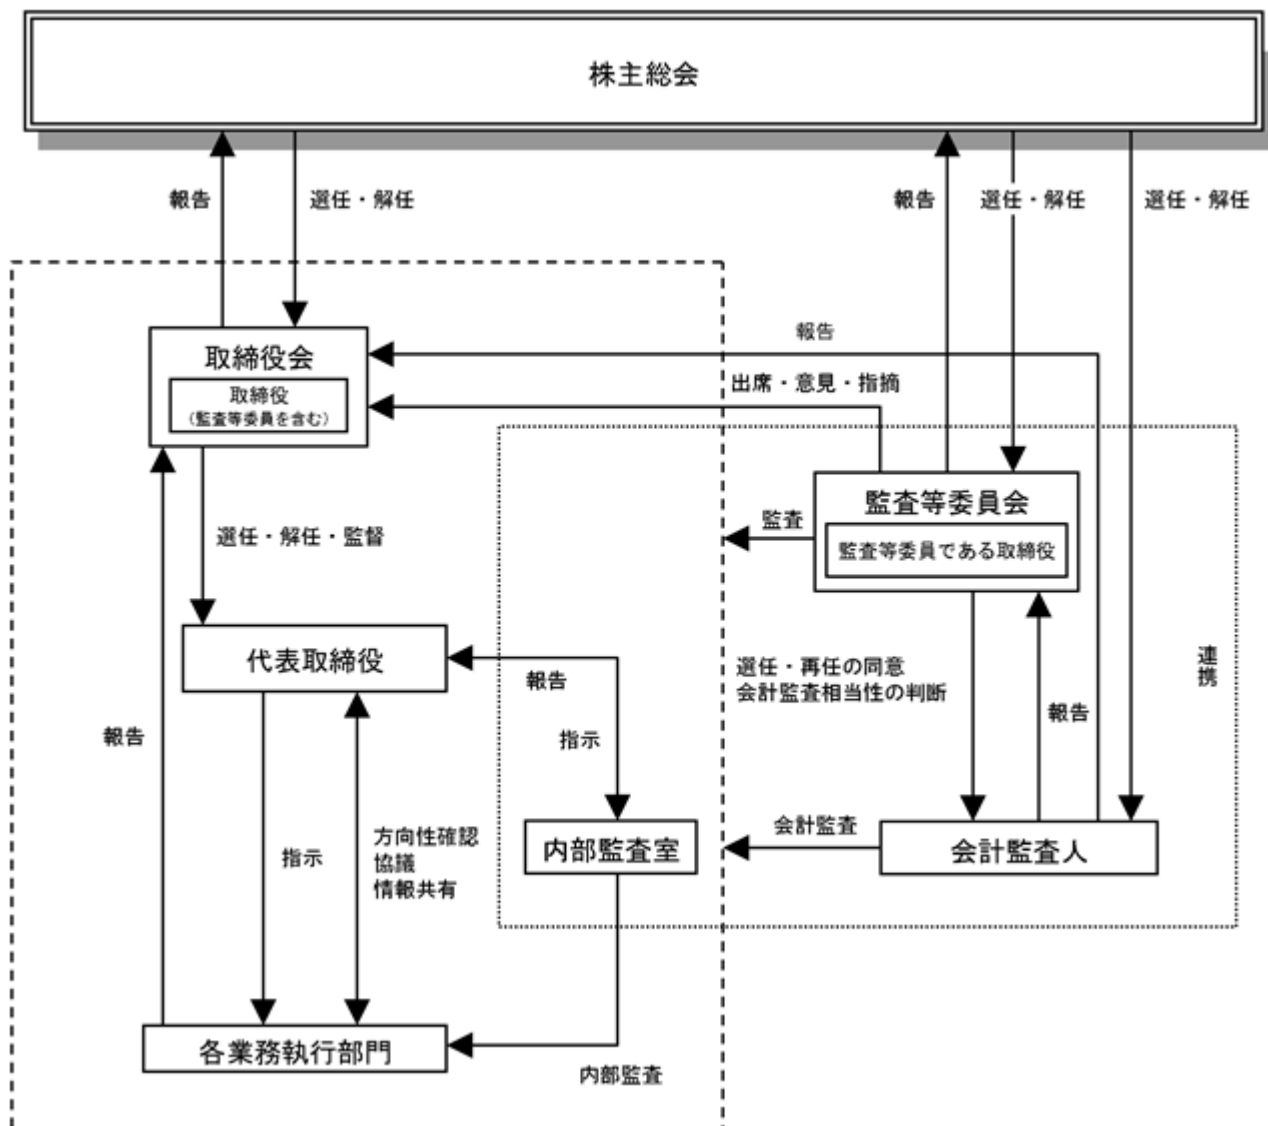 株主総会
報告
選任・解任
報告
選任・解任
選任・解任
報告
取締役会
取締役
（監査等委員を含む）
出席・意見・指摘
監査等委員会
監査等委員である取締役
監査
選任・解任・監督
代表取締役
報告
選任・再任の同意
会計監査相当性の判断
連携
報告
報告
指示
指示
方向性確認
協議
情報共有
内部監査室
会計監査
会計監査人
各業務執行部門
内部監査